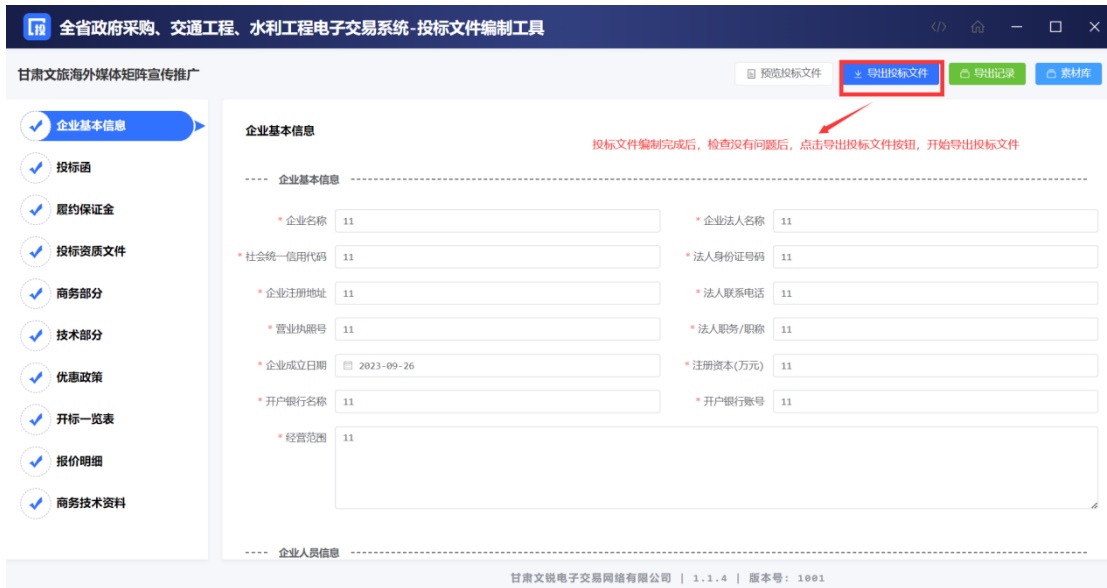 投 全省政府采购、交通工程、水利工程电子交易系统-投标文件编制工具
甘肃文旅海外媒体矩阵宣传推广 预览投标文件 导出投标文件 导出记录 素材库
企业基本信息
投标函
履约保证金
投标资质文件
商务部分
技术部分
优惠政策
开标一览表
报价明细
商务技术资料
企业基本信息
投标文件编制完成后，检查没有问题后，点击导出投标文件按钮，开始导出投标文件
---- 企业基本信息
* 企业名称 11 * 企业法人名称 11
* 社会统一信用代码 11 * 法人身份证号码 11
* 企业注册地址 11 * 法人联系电话 11
* 营业执照号 11 * 法人职务/职称 11
* 企业成立日期 2023-09-26 * 注册资本(万元) 11
* 开户银行名称 11 * 开户银行账号 11
* 经营范围 11
---- 企业人员信息
甘肃文锐电子交易网络有限公司 | 1.1.4 | 版本号: 1001